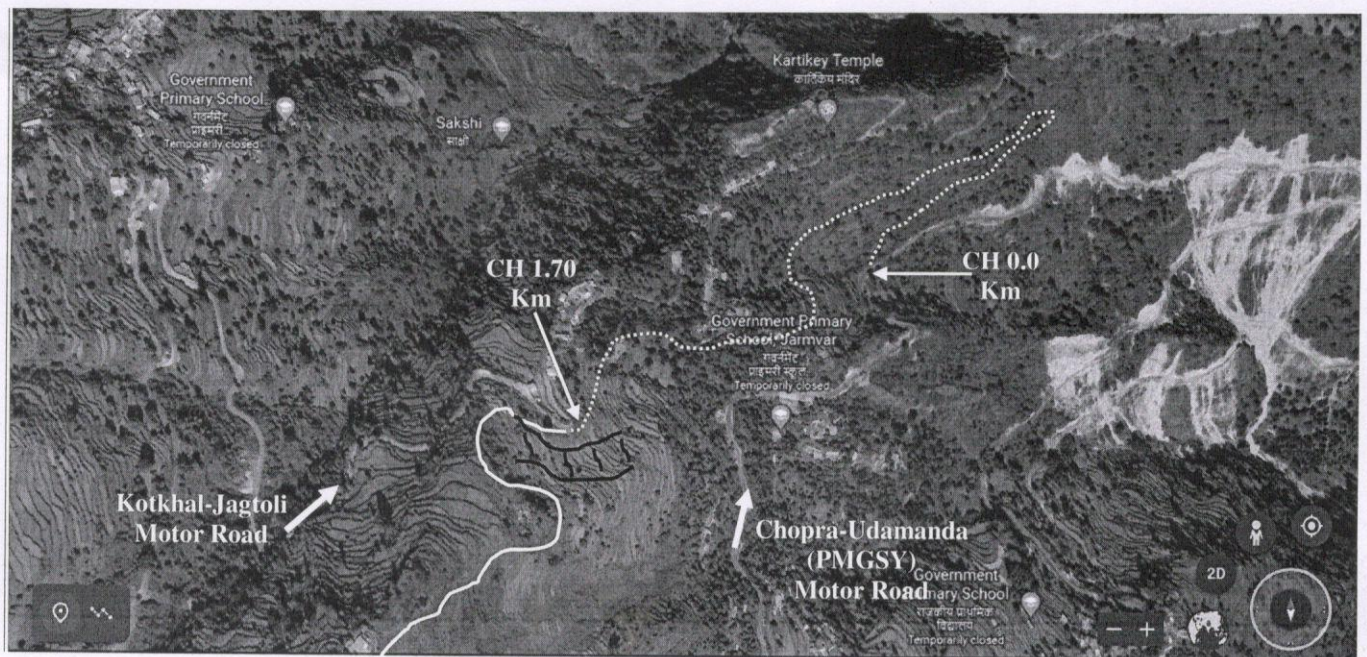 Kartikey Temple
कार्तिकेय मंदिर
Government
Primary School
गवर्नमेंट
प्राइमरी
Temporarily closed
Sakshi
साक्षी
CH 1.70
Km
CH 0.0
Km
Government Primary
School, Jarmvar
गवर्नमेंट
प्राइमरी स्कूल
Temporarily closed
Kotkhal-Jagtoli
Motor Road
Chopra-Udamanda
(PMGSY)
Motor Road
Government
Primary School
राजकीय प्राथमिक
विद्यालय
Temporarily closed
2D